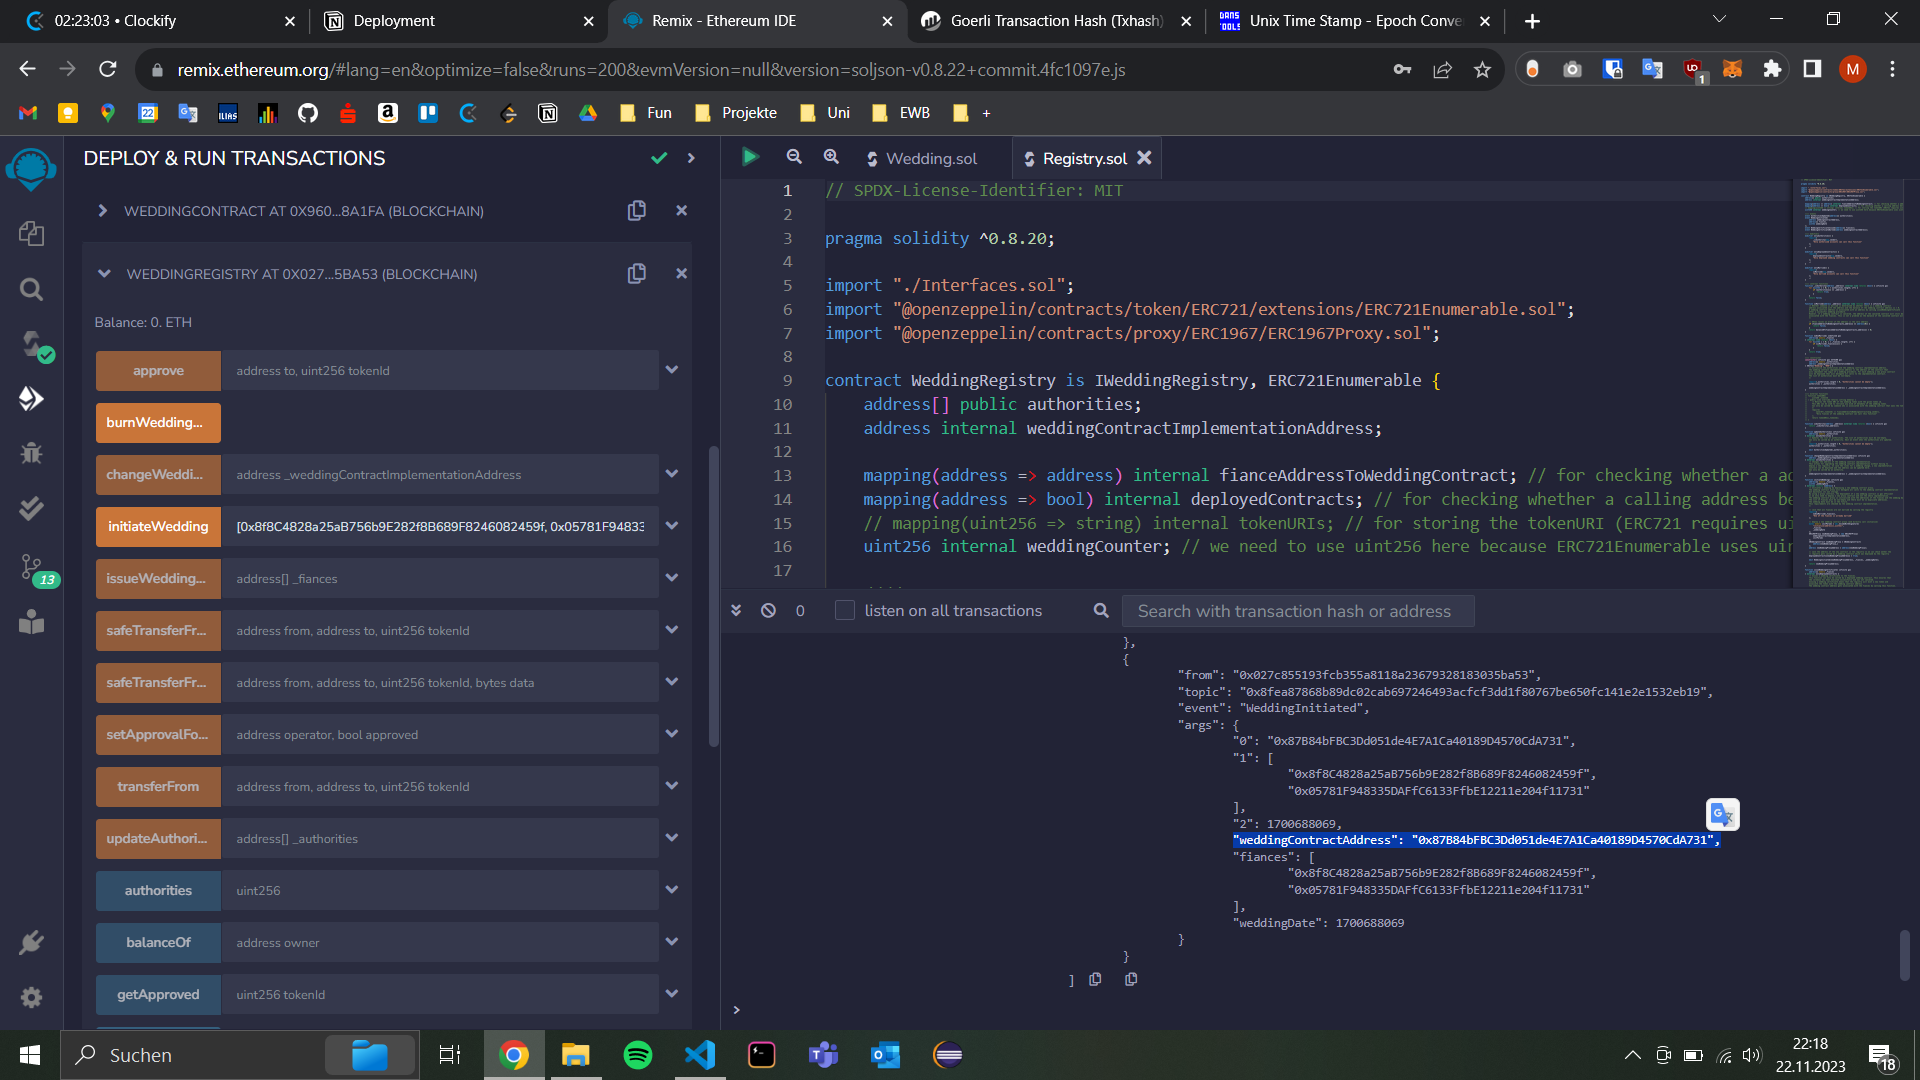 02:23:03 • Clockify
Deployment
Remix - Ethereum IDE
Goerli Transaction Hash (Txhash)
Unix Time Stamp - Epoch Conve
remix.ethereum.org/#lang=en&optimize=false&runs=200&evmVersion=null&version=soljson-v0.8.22+commit.4fc1097e.js
1
M
22
ILIAS
Fun
Projekte
Uni
EWB
+
DEPLOY & RUN TRANSACTIONS
WEDDINGCONTRACT AT 0X960...8A1FA (BLOCKCHAIN)
WEDDINGREGISTRY AT 0X027...5BA53 (BLOCKCHAIN)
Balance: 0. ETH
approve address to, uint256 tokenId
burnWedding...
changeWeddi... address _weddingContractImplementationAddress
initiateWedding [0x8f8C4828a25aB756b9E282f8B689F8246082459f, 0x05781F94833
issueWedding... address[] _fiances
safeTransferFr... address from, address to, uint256 tokenId
safeTransferFr... address from, address to, uint256 tokenId, bytes data
setApprovalFo... address operator, bool approved
transferFrom address from, address to, uint256 tokenId
updateAuthori... address[] _authorities
authorities uint256
balanceOf address owner
getApproved uint256 tokenId
13
Wedding.sol
Registry.sol
1 // SPDX-License-Identifier: MIT
2
3 pragma solidity ^0.8.20;
4
5 import "./Interfaces.sol";
6 import "@openzeppelin/contracts/token/ERC721/extensions/ERC721Enumerable.sol";
7 import "@openzeppelin/contracts/proxy/ERC1967/ERC1967Proxy.sol";
8
9 contract WeddingRegistry is IWeddingRegistry, ERC721Enumerable {
10 address[] public authorities;
11 address internal weddingContractImplementationAddress;
12
13 mapping(address => address) internal fianceAddressToWeddingContract; // for checking whether a ad
14 mapping(address => bool) internal deployedContracts; // for checking whether a calling address be
15 // mapping(uint256 => string) internal tokenURIs; // for storing the tokenURI (ERC721 requires ui
16 uint256 internal weddingCounter; // we need to use uint256 here because ERC721Enumerable uses uin
17
0
listen on all transactions
Search with transaction hash or address
},
{
"from": "0x027c855193fcb355a8118a23679328183035ba53",
"topic": "0x8fea87868b89dc02cab697246493acfcf3dd1f80767be650fc141e2e1532eb19",
"event": "WeddingInitiated",
"args": {
"0": "0x87B84bFBC3Dd051de4E7A1Ca40189D4570CdA731",
"1": [
"0x8f8C4828a25aB756b9E282f8B689F8246082459f",
"0x05781F948335DAFfC6133FfbE12211e204f11731"
],
"2": 1700688069,
"weddingContractAddress": "0x87B84bFBC3Dd051de4E7A1Ca40189D4570CdA731",
"fiances": [
"0x8f8C4828a25aB756b9E282f8B689F8246082459f",
"0x05781F948335DAFfC6133FfbE12211e204f11731"
],
"weddingDate": 1700688069
}
}
]
>
Suchen
22:18
22.11.2023
18